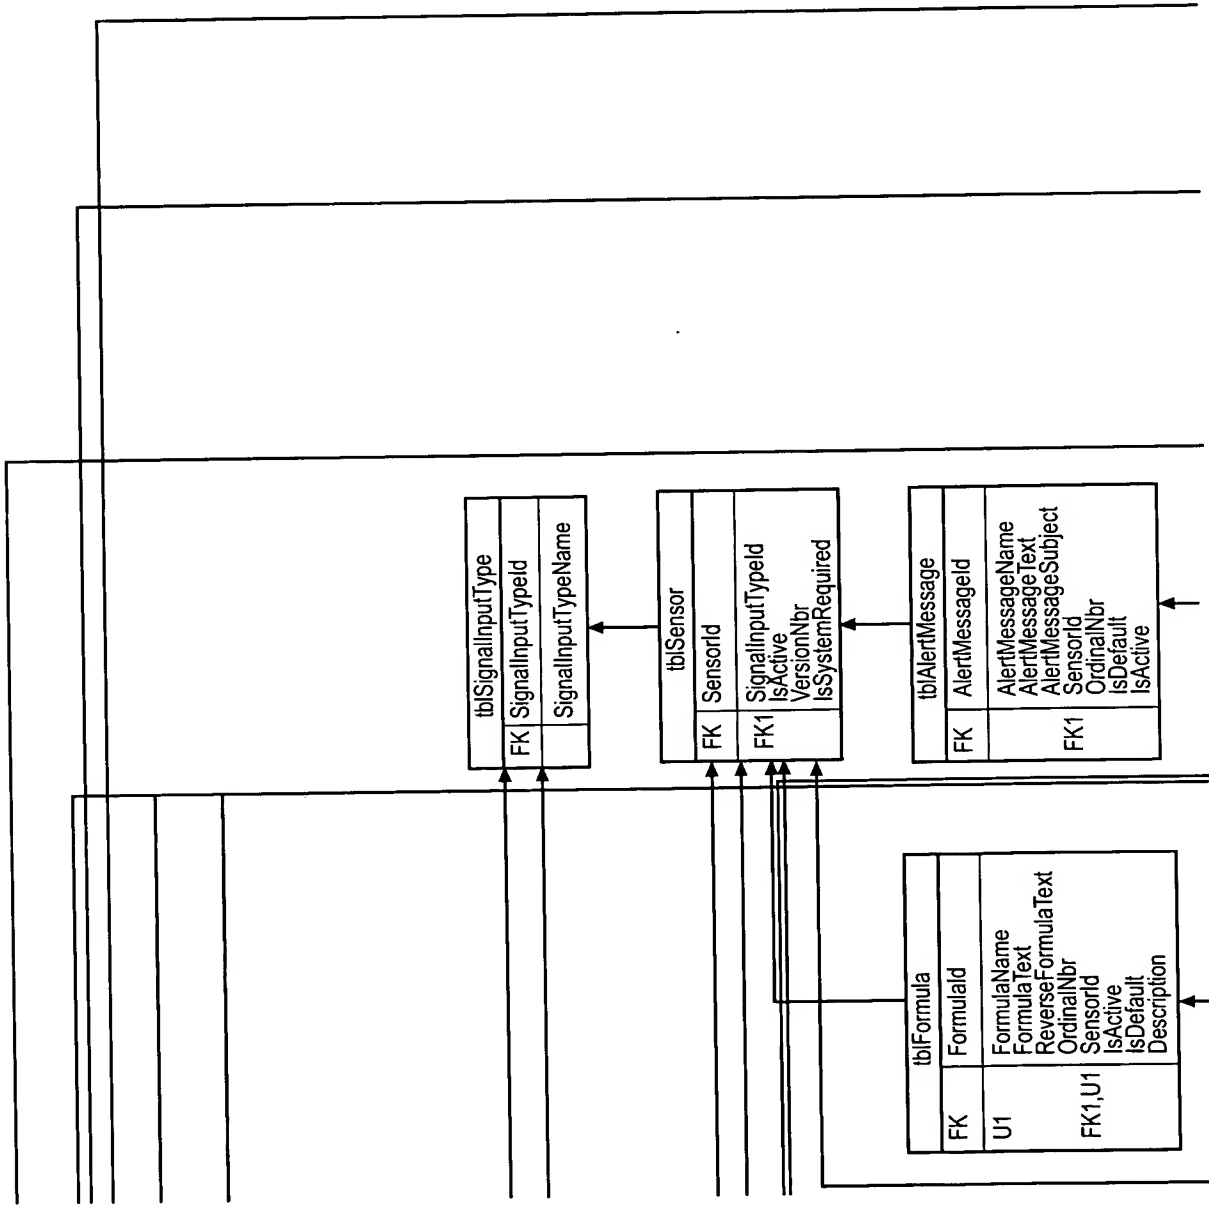 tblSignalInputType
FK SignalInputTypeId
SignalInputTypeName
tblSensor
FK SensorId
FK1 SignalInputTypeId
IsActive
VersionNbr
IsSystemRequired
tblAlertMessage
FK AlertMessageId
AlertMessageName
AlertMessageText
AlertMessageSubject
FK1 SensorId
OrdinalNbr
IsDefault
IsActive
tblFormula
FK FormulaId
U1 FormulaName
FormulaText
ReverseFormulaText
OrdinalNbr
FK1,U1 SensorId
IsActive
IsDefault
Description